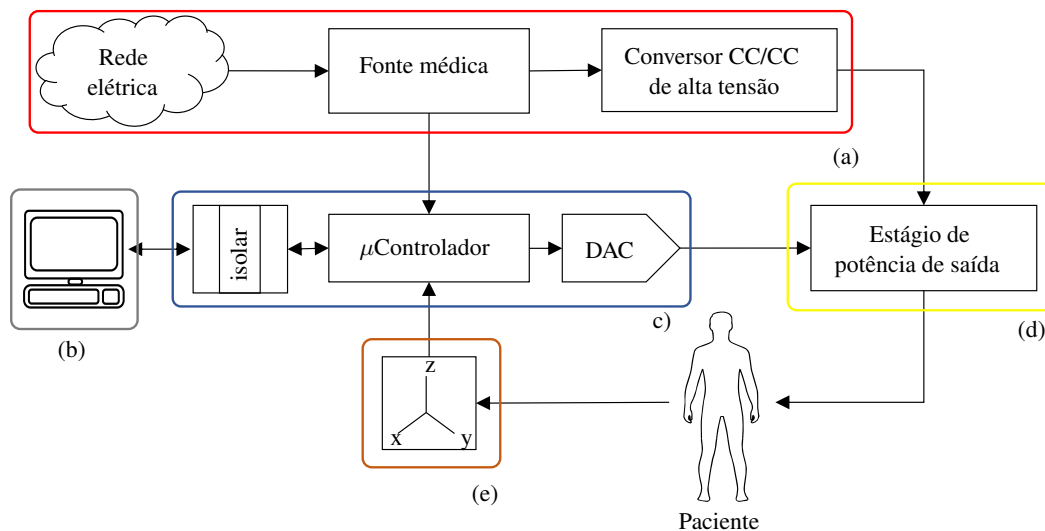 Rede
elétrica
Fonte médica
Conversor CC/CC
de alta tensão
(a)
isolar
μControlador
DAC
Estágio de
potência de saída
(b)
c)
(d)
z
x
y
(e)
Paciente